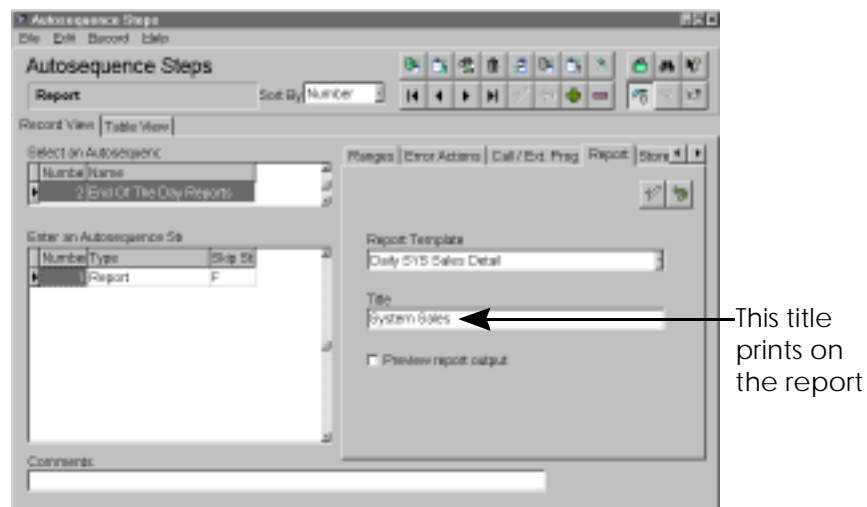 Autosequence Steps
File Edit Record Help
Autosequence Steps
Report
Sort By Number
Record View Table View
Select an Autosequenc
Numbe Name
2 End Of The Day Reports
Enter an Autosequence Ste
Numbe Type Skip St
1 Report F
Ranges Error Actions Call / Ext. Prog Report Store
Report Template
Daily SYS Sales Detail
Title
System Sales
Preview report output
Comments
This title
prints on
the report